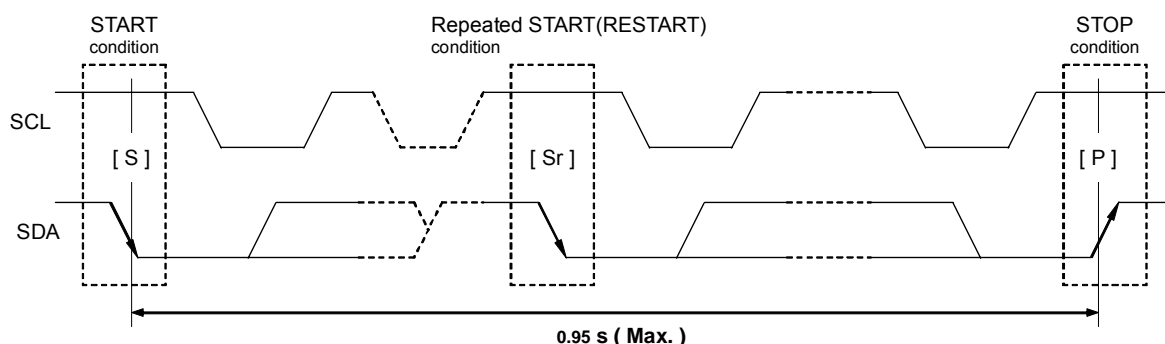 START
condition
Repeated START(RESTART)
condition
STOP
condition
SCL
[ S ]
[ Sr ]
[ P ]
SDA
0.95 s ( Max. )